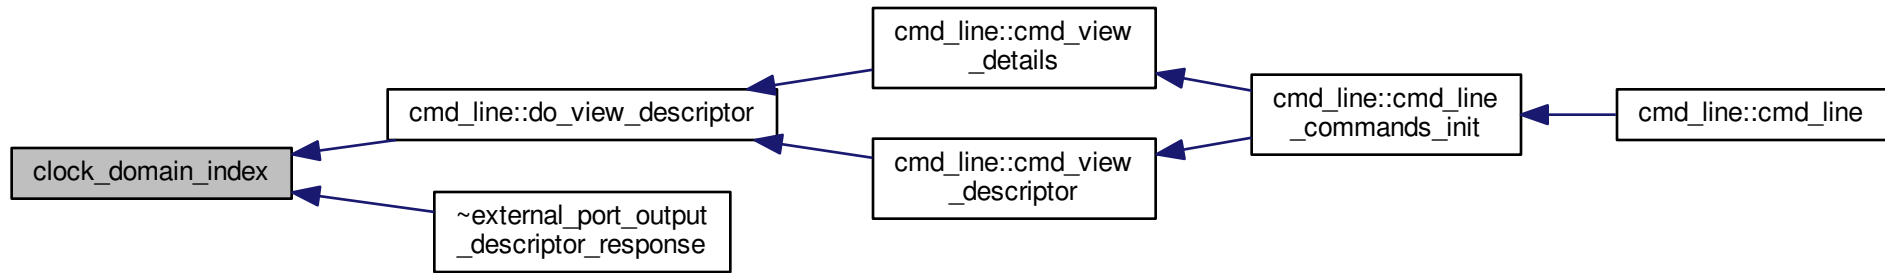 clock_domain_index
cmd_line::do_view_descriptor
~external_port_output
_descriptor_response
cmd_line::cmd_view
_details
cmd_line::cmd_view
_descriptor
cmd_line::cmd_line
_commands_init
cmd_line::cmd_line